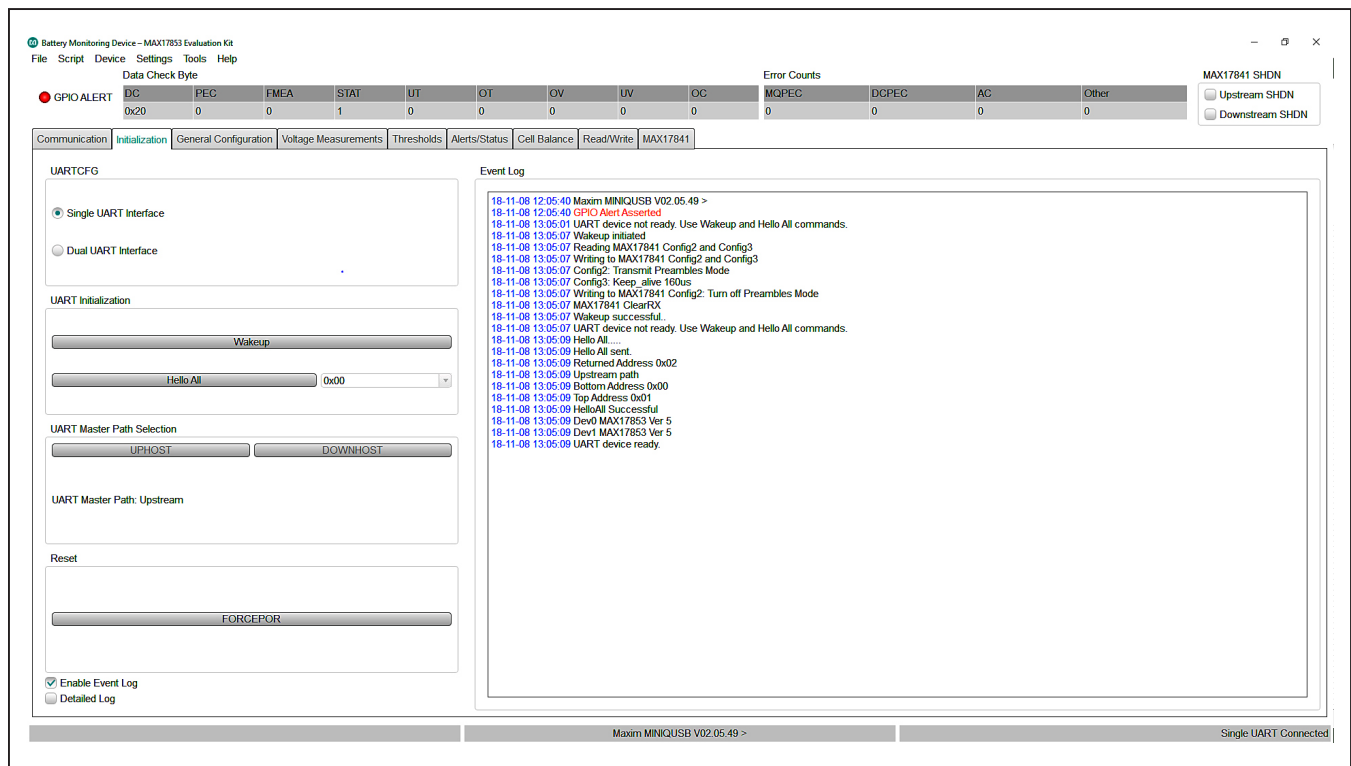 Battery Monitoring Device – MAX17853 Evaluation Kit
File Script Device Settings Tools Help
Data Check Byte
Error Counts
MAX17841 SHDN
GPIO ALERT
DC PEC FMEA STAT UT OT OV UV OC MQPEC DCPEC AC Other
0x20 0 0 1 0 0 0 0 0 0 0 0 0
Upstream SHDN
Downstream SHDN
Communication Initialization General Configuration Voltage Measurements Thresholds Alerts/Status Cell Balance Read/Write MAX17841
UARTCFG
Single UART Interface
Dual UART Interface
UART Initialization
Wakeup
Hello All 0x00
UART Master Path Selection
UPHOST DOWNHOST
UART Master Path: Upstream
Reset
FORCEPOR
Enable Event Log
Detailed Log
Event Log
18-11-08 12:05:40 Maxim MINIQUSB V02.05.49 >
18-11-08 12:05:40 GPIO Alert Asserted
18-11-08 13:05:01 UART device not ready. Use Wakeup and Hello All commands.
18-11-08 13:05:07 Wakeup initiated
18-11-08 13:05:07 Reading MAX17841 Config2 and Config3
18-11-08 13:05:07 Writing to MAX17841 Config2 and Config3
18-11-08 13:05:07 Config2: Transmit Preambles Mode
18-11-08 13:05:07 Config3: Keep_alive 160us
18-11-08 13:05:07 Writing to MAX17841 Config2: Turn off Preambles Mode
18-11-08 13:05:07 MAX17841 ClearRX
18-11-08 13:05:07 Wakeup successful..
18-11-08 13:05:07 UART device not ready. Use Wakeup and Hello All commands.
18-11-08 13:05:09 Hello All.....
18-11-08 13:05:09 Hello All sent.
18-11-08 13:05:09 Returned Address 0x02
18-11-08 13:05:09 Upstream path
18-11-08 13:05:09 Bottom Address 0x00
18-11-08 13:05:09 Top Address 0x01
18-11-08 13:05:09 HelloAll Successful
18-11-08 13:05:09 Dev0 MAX17853 Ver 5
18-11-08 13:05:09 Dev1 MAX17853 Ver 5
18-11-08 13:05:09 UART device ready.
Maxim MINIQUSB V02.05.49 >
Single UART Connected